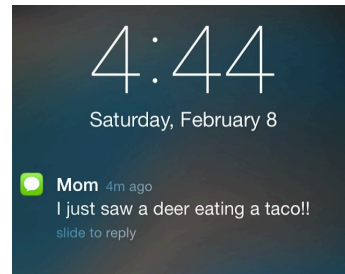 4:44
Saturday, February 8
Mom 4m ago
I just saw a deer eating a taco!!
slide to reply